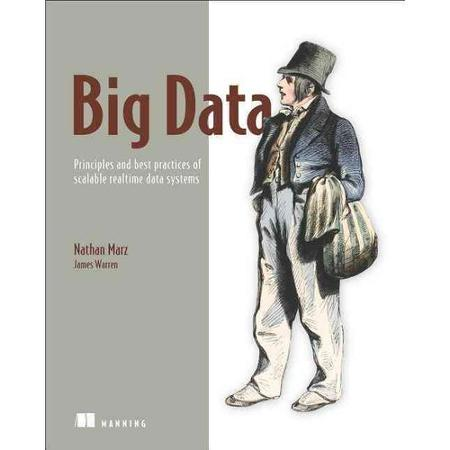 Big Data
Principles and best practices of
scalable realtime data systems
Nathan Marz
James Warren
MANNING